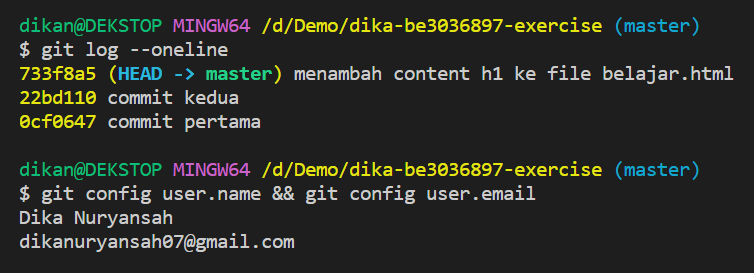 dikan@DEKSTOP MINGW64 /d/Demo/dika-be3036897-exercise (master)
$ git log --oneline
733f8a5 (HEAD -> master) menambah content h1 ke file belajar.html
22bd110 commit kedua
0cf0647 commit pertama
dikan@DEKSTOP MINGW64 /d/Demo/dika-be3036897-exercise (master)
$ git config user.name && git config user.email
Dika Nuryansah
dikanuryansah07@gmail.com